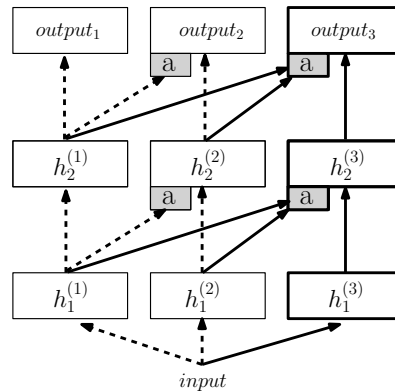 output₁ output₂ output₃
a a
h₂⁽¹⁾ h₂⁽²⁾ h₂⁽³⁾
a a
h₁⁽¹⁾ h₁⁽²⁾ h₁⁽³⁾
input